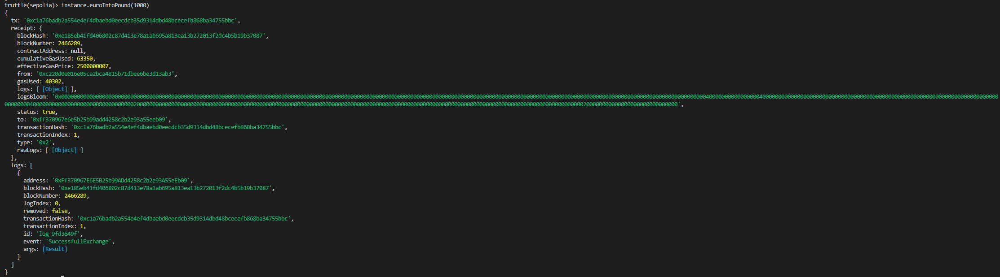 truffle(sepolia)> instance.euroIntoPound(1000)
{
  tx: '0xc1a76badb2a554e4ef4dbaebd0eecdcb35d9314dbd48bcecefb868ba34755bbc',
  receipt: {
    blockHash: '0xe185eb41fd406802c87d413e78a1ab695a813ea13b272013f2dc4b5b19b37087',
    blockNumber: 2466289,
    contractAddress: null,
    cumulativeGasUsed: 63350,
    effectiveGasPrice: 2500000007,
    from: '0xc220d0e016e05ca2bca4815b71dbee6be3d13ab3',
    gasUsed: 40302,
    logs: [ [Object] ],
    logsBloom:
    status: true,
    to: '0xff370967e6e5b25b99add4258c2b2e93a55eeb09',
    transactionHash: '0xc1a76badb2a554e4ef4dbaebd0eecdcb35d9314dbd48bcecefb868ba34755bbc',
    transactionIndex: 1,
    type: '0x2',
    rawLogs: [ [Object] ]
  },
  logs: [
    {
      address: '0xFf370967E6E5B25b99ADd4258c2b2e93A55eEb09',
      blockHash: '0xe185eb41fd406802c87d413e78a1ab695a813ea13b272013f2dc4b5b19b37087',
      blockNumber: 2466289,
      logIndex: 0,
      removed: false,
      transactionHash: '0xc1a76badb2a554e4ef4dbaebd0eecdcb35d9314dbd48bcecefb868ba34755bbc',
      transactionIndex: 1,
      id: 'log_9fd3649f',
      event: 'SuccessfullExchange',
      args: [Result]
    }
  ]
}